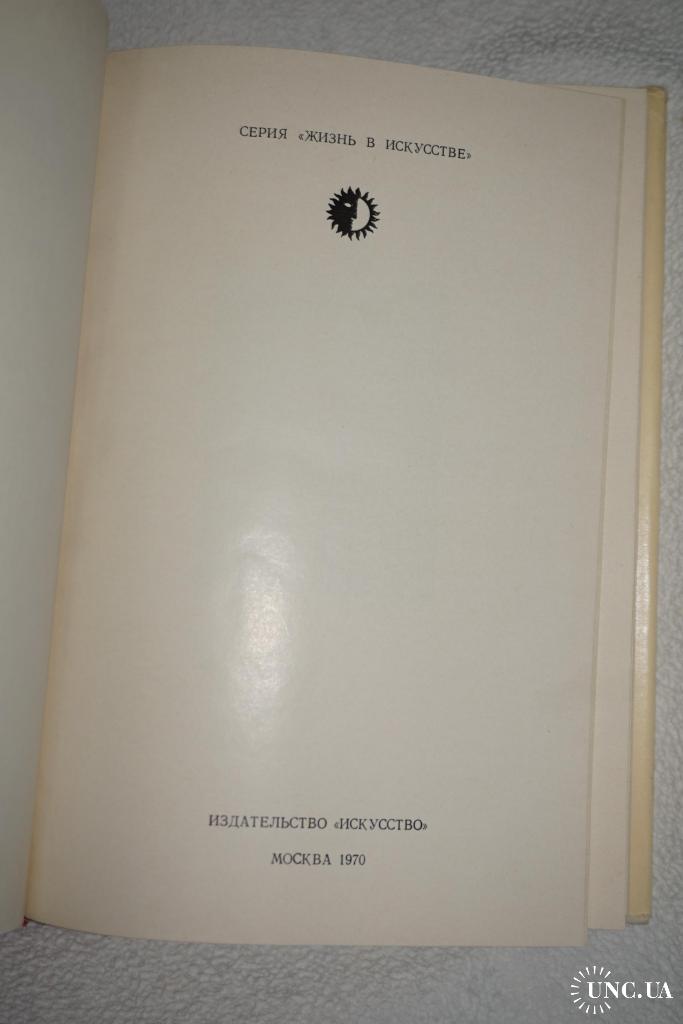 СЕРИЯ «ЖИЗНЬ В ИСКУССТВЕ»
ИЗДАТЕЛЬСТВО «ИСКУССТВО»
МОСКВА 1970
UNC.UA